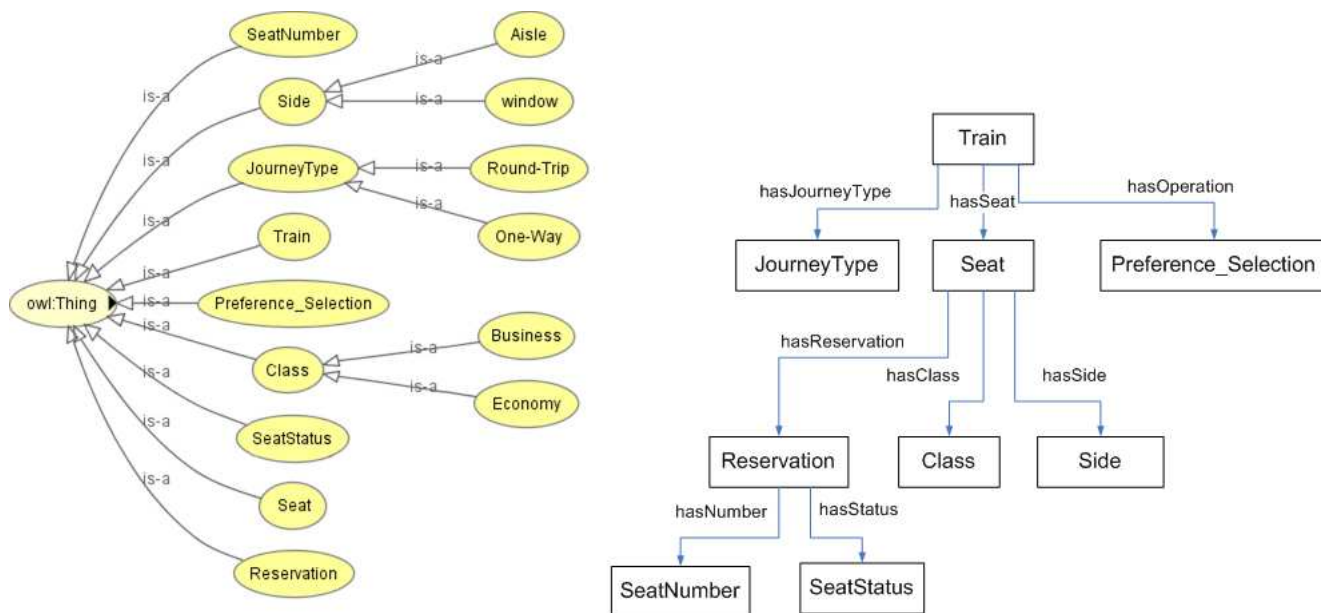 SeatNumber
Aisle
is-a
is-a
Side
is-a
window
is-a
JourneyType
is-a
Round-Trip
is-a
is-a
One-Way
Train
is-a
owl:Thing
is-a
Preference_Selection
is-a
Business
is-a
Class
is-a
Economy
is-a
SeatStatus
is-a
Seat
is-a
Reservation
Train
hasJourneyType
hasSeat
hasOperation
JourneyType
Seat
Preference_Selection
hasReservation
hasClass
hasSide
Reservation
Class
Side
hasNumber
hasStatus
SeatNumber
SeatStatus